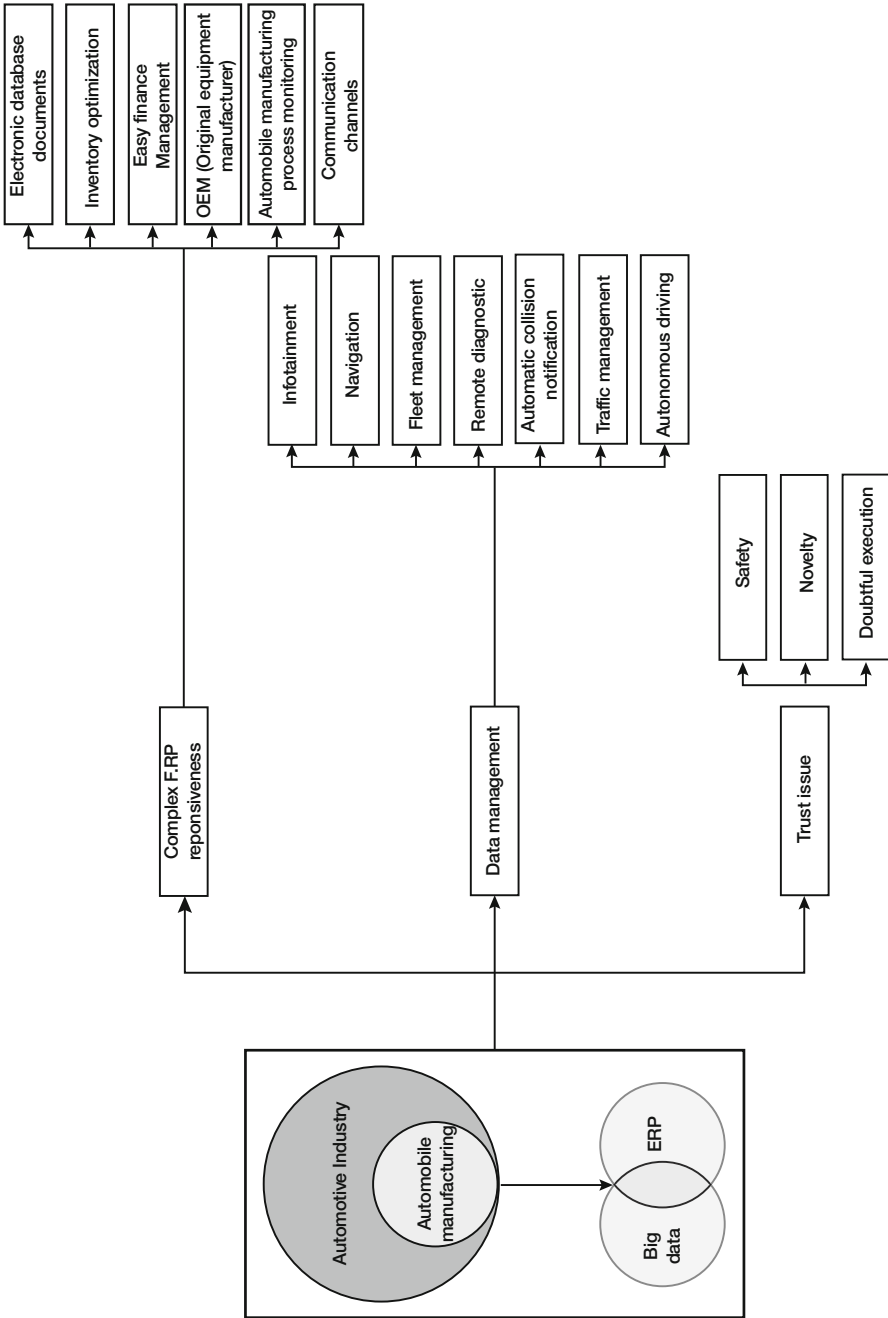 Automotive Industry
Automobile
manufacturing
Big
data
ERP
Complex F.RP
reponsiveness
Data management
Trust issue
Electronic database
documents
Inventory optimization
Easy finance
Management
OEM (Original equipment
manufacturer)
Automobile manufacturing
process monitoring
Communication
channels
Infotainment
Navigation
Fleet management
Remote diagnostic
Automatic collision
notification
Traffic management
Autonomous driving
Safety
Novelty
Doubtful execution